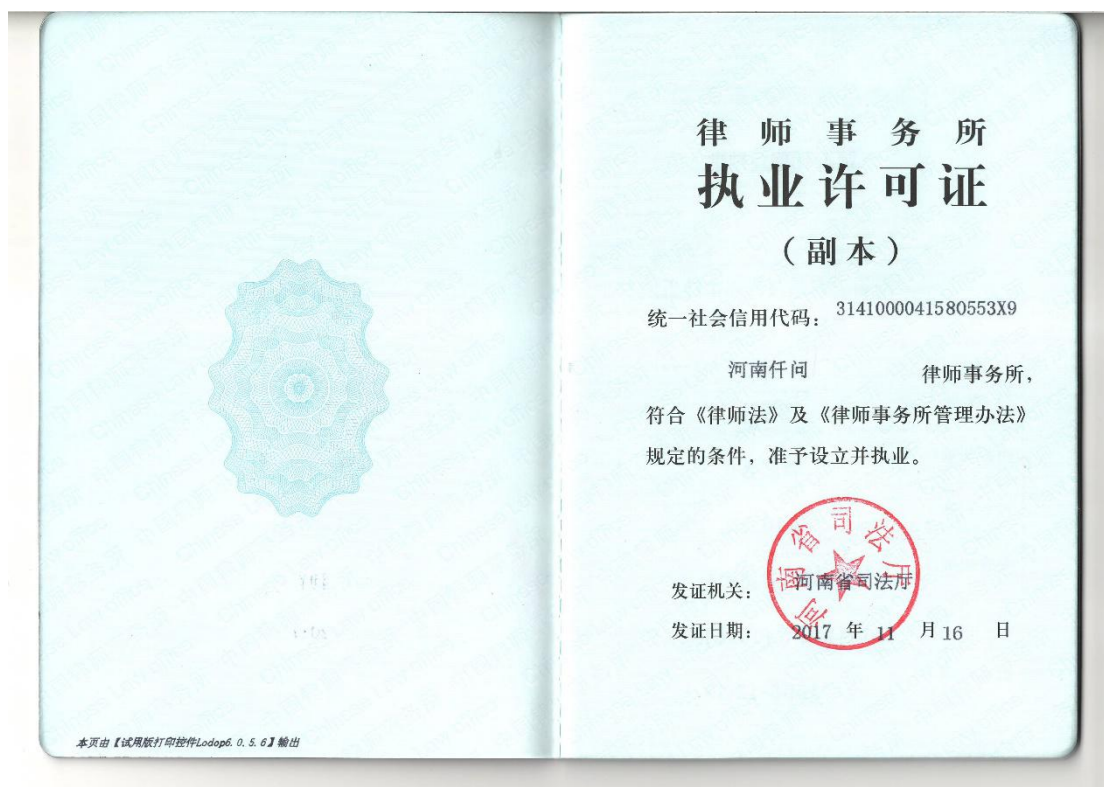 律师事务所
执业许可证
（副本）
统一社会信用代码：3141000041580553X9
河南仟问 律师事务所，
符合《律师法》及《律师事务所管理办法》
规定的条件，准予设立并执业。
河南省司法厅
发证机关：河南省司法厅
发证日期：2017 年 11 月 16 日
本页由【试用版打印控件Lodop6.0.5.6】输出